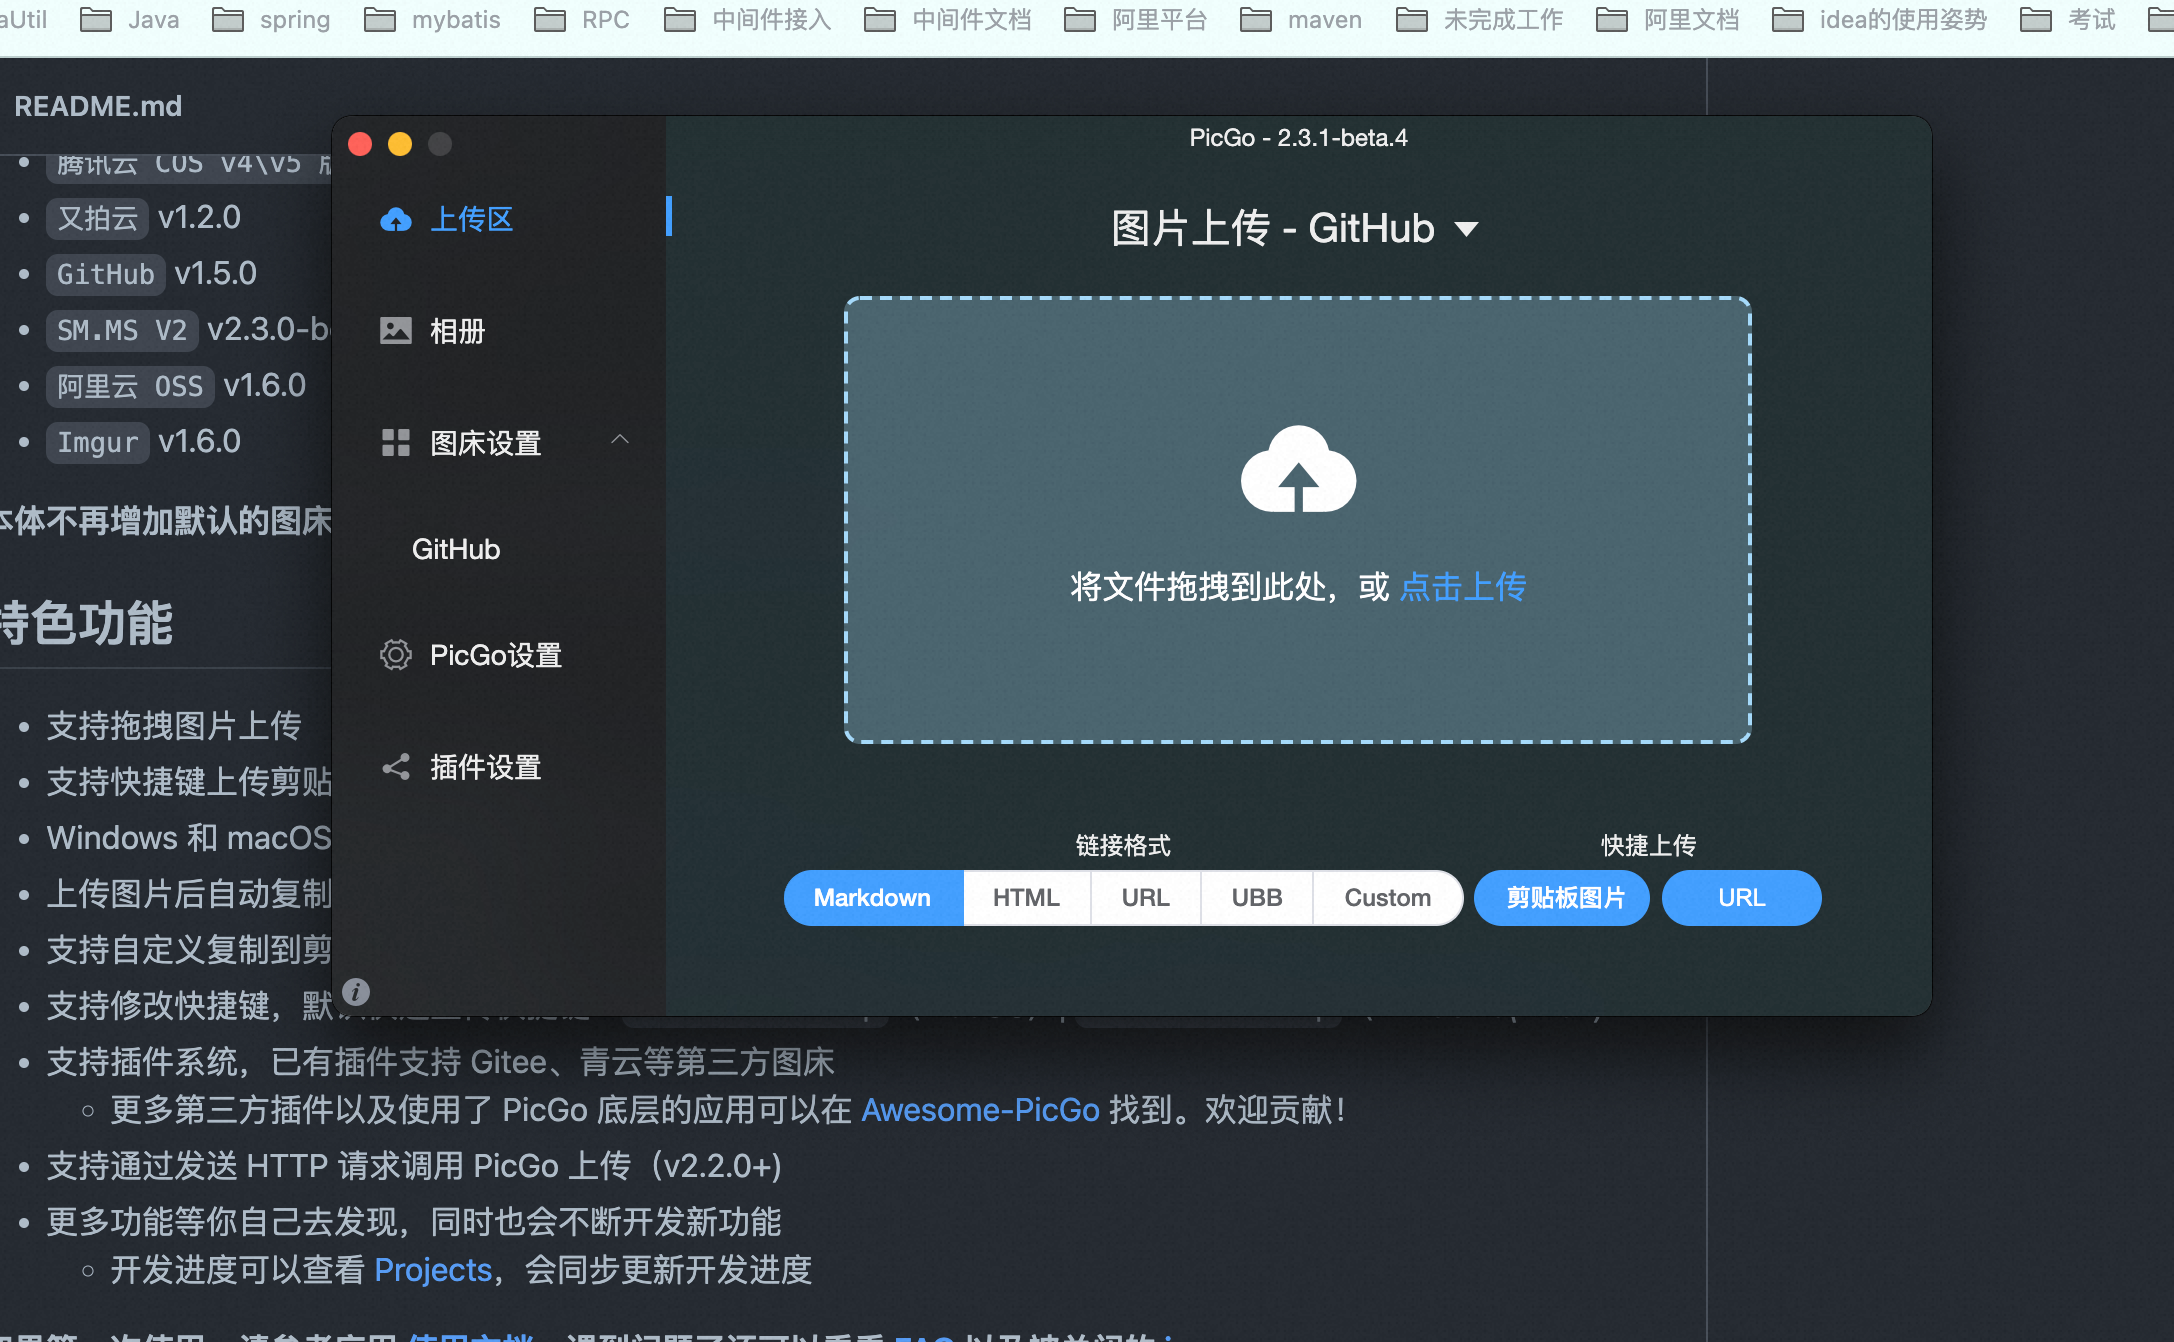 aUtil Java spring mybatis RPC 中间件接入 中间件文档 阿里平台 maven 未完成工作 阿里文档 idea的使用姿势 考试
README.md
腾讯云 COS v4\v5
又拍云 v1.2.0
GitHub v1.5.0
SM.MS V2 v2.3.0-b
阿里云 OSS v1.6.0
Imgur v1.6.0
本体不再增加默认的图床
特色功能
支持拖拽图片上传
支持快捷键上传剪贴
Windows 和 macOS
上传图片后自动复制
支持自定义复制到剪
支持修改快捷键，默
支持插件系统，已有插件支持 Gitee、青云等第三方图床
更多第三方插件以及使用了 PicGo 底层的应用可以在 Awesome-PicGo 找到。欢迎贡献！
支持通过发送 HTTP 请求调用 PicGo 上传（v2.2.0+)
更多功能等你自己去发现，同时也会不断开发新功能
开发进度可以查看 Projects，会同步更新开发进度
PicGo - 2.3.1-beta.4
上传区
相册
图床设置
GitHub
PicGo设置
插件设置
图片上传 - GitHub
将文件拖拽到此处，或 点击上传
链接格式 快捷上传
Markdown HTML URL UBB Custom 剪贴板图片 URL